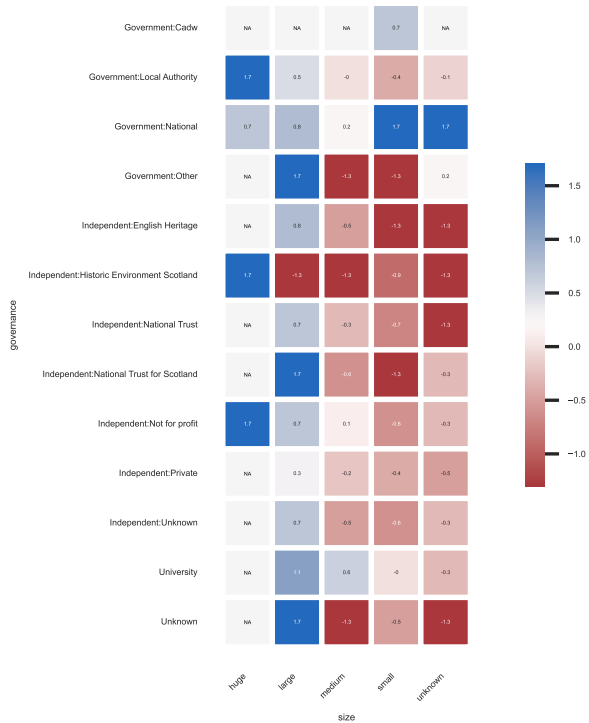 Government:Cadw NA NA NA 0.7 NA
Government:Local Authority 1.7 0.5 -0 -0.4 -0.1
Government:National 0.7 0.8 0.2 1.7 1.7
Government:Other NA 1.7 -1.3 -1.3 0.2
Independent:English Heritage NA 0.8 -0.5 -1.3 -1.3
Independent:Historic Environment Scotland 1.7 -1.3 -1.3 -0.9 -1.3
Independent:National Trust NA 0.7 -0.3 -0.7 -1.3
Independent:National Trust for Scotland NA 1.7 -0.6 -1.3 -0.3
Independent:Not for profit 1.7 0.7 0.1 -0.6 -0.3
Independent:Private NA 0.3 -0.2 -0.4 -0.5
Independent:Unknown NA 0.7 -0.5 -0.6 -0.3
University NA 1.1 0.6 -0 -0.3
Unknown NA 1.7 -1.3 -0.5 -1.3
governance
huge large medium small unknown
size
1.5
1.0
0.5
0.0
−0.5
−1.0